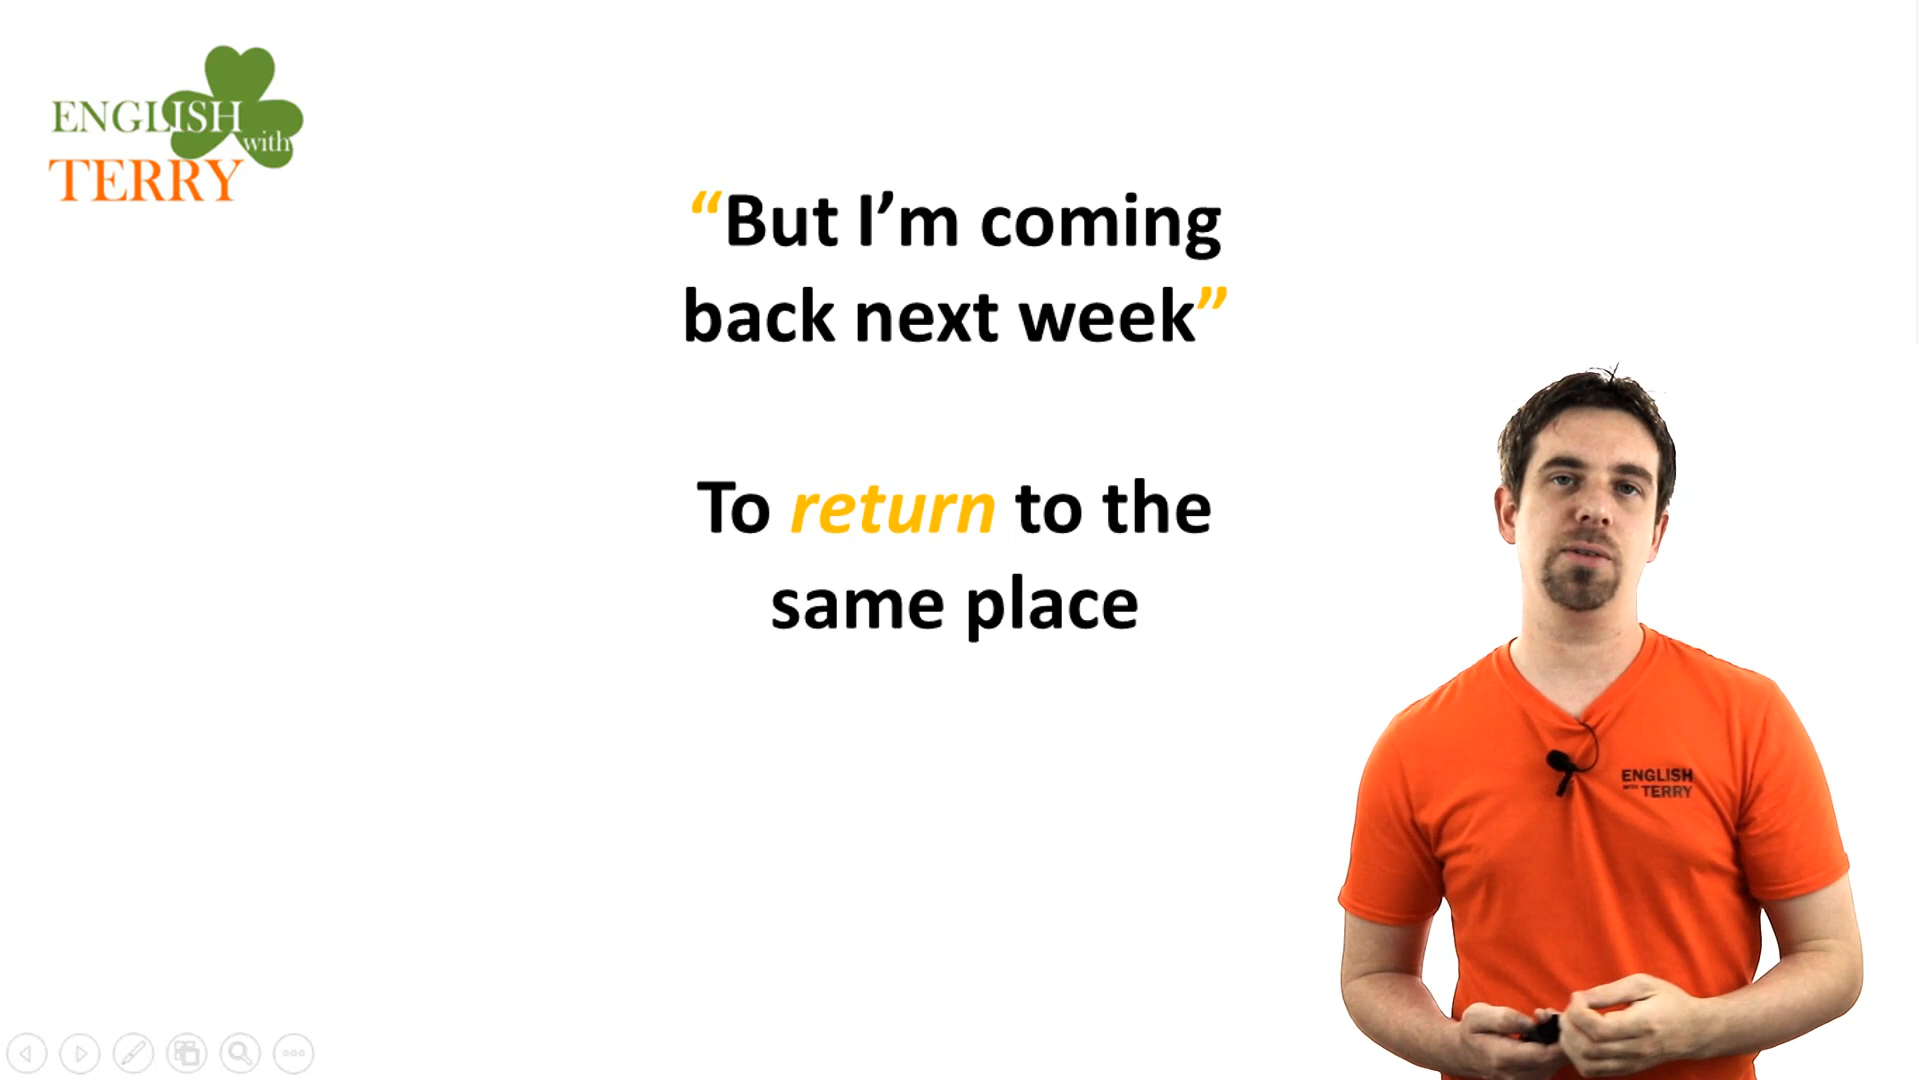 ENGLISH
with
TERRY
“But I’m coming
back next week”
To return to the
same place
ENGLISH
WITH TERRY